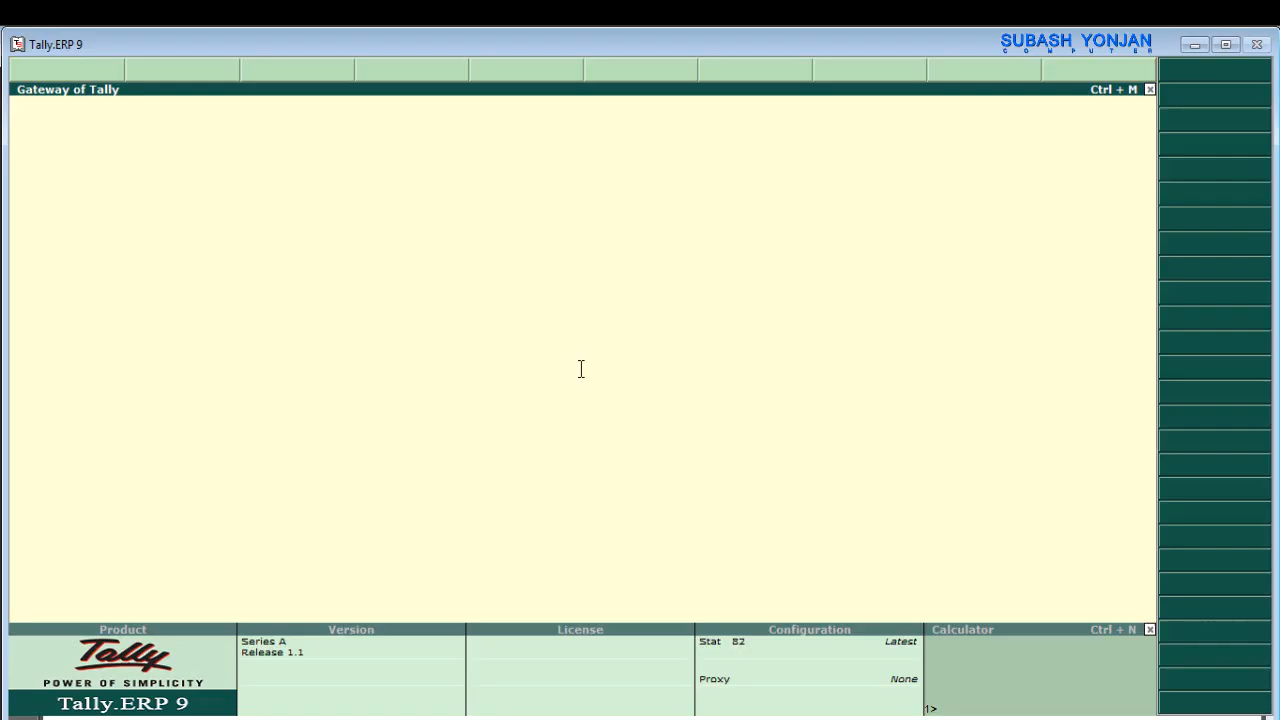 Tally.ERP 9
SUBASH YONJAN
COMPUTER
Gateway of Tally
Ctrl + M
Product
Version
License
Configuration
Calculator
Ctrl + N
Tally
POWER OF SIMPLICITY
Tally.ERP 9
Series A
Release 1.1
Stat 82
Latest
Proxy
None
1>